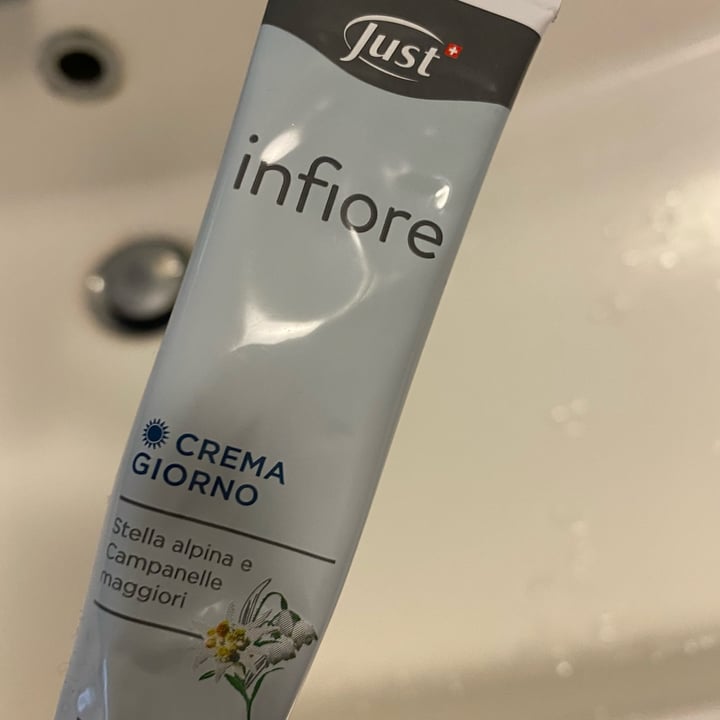 Just
infiore
CREMA
GIORNO
Stella alpina e
Campanelle
maggiori